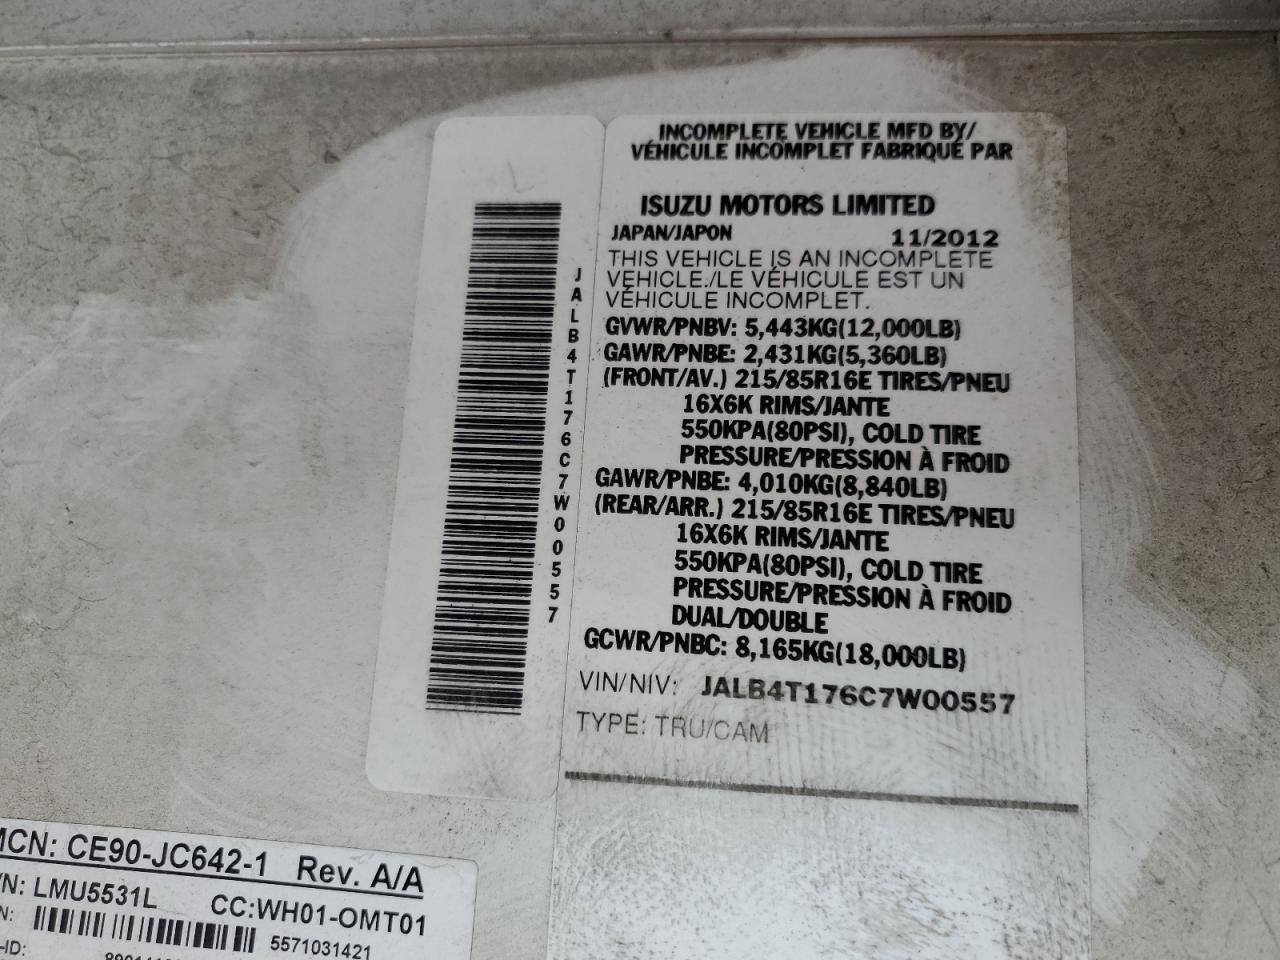 INCOMPLETE VEHICLE MFD BY/
VÉHICULE INCOMPLET FABRIQUÉ PAR
ISUZU MOTORS LIMITED
JAPAN/JAPON 11/2012
THIS VEHICLE IS AN INCOMPLETE
VEHICLE./LE VÉHICULE EST UN
VÉHICULE INCOMPLET.
GVWR/PNBV: 5,443KG(12,000LB)
GAWR/PNBE: 2,431KG(5,360LB)
(FRONT/AV.) 215/85R16E TIRES/PNEU
16X6K RIMS/JANTE
550KPA(80PSI), COLD TIRE
PRESSURE/PRESSION À FROID
GAWR/PNBE: 4,010KG(8,840LB)
(REAR/ARR.) 215/85R16E TIRES/PNEU
16X6K RIMS/JANTE
550KPA(80PSI), COLD TIRE
PRESSURE/PRESSION À FROID
DUAL/DOUBLE
GCWR/PNBC: 8,165KG(18,000LB)
VIN/NIV: JALB4T176C7W00557
TYPE: TRU/CAM
JALB4T176C7W00557
MCN: CE90-JC642-1 Rev. A/A
/N: LMU5531L CC:WH01-OMT01
N: 5571031421
-ID: